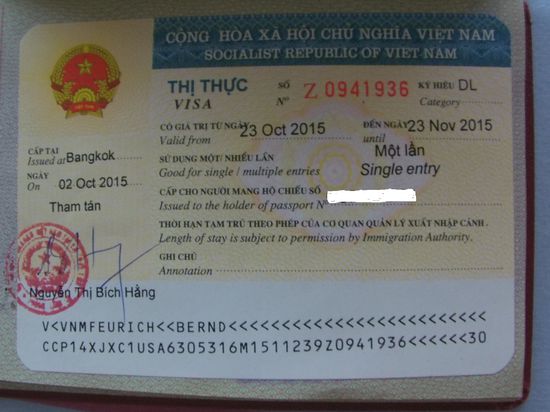 CỘNG HÒA XÃ HỘI CHỦ NGHĨA VIỆT NAM
SOCIALIST REPUBLIC OF VIET NAM
THỊ THỰC SỐ Z 0941936 KÝ HIỆU DL
VISA Nº Category
CÓ GIÁ TRỊ TỪ NGÀY 23 Oct 2015 ĐẾN NGÀY 23 Nov 2015
Valid from until
CẤP TẠI Bangkok
Issued at
SỬ DỤNG MỘT/ NHIỀU LẦN Một lần
Good for single / multiple entries Single entry
NGÀY 02 Oct 2015
On
CẤP CHO NGƯỜI MANG HỘ CHIẾU SỐ
Issued to the holder of passport Nº
Tham tán
THỜI HẠN TẠM TRÚ THEO PHÉP CỦA CƠ QUAN QUẢN LÝ XUẤT NHẬP CẢNH.
Length of stay is subject to permission by Immigration Authority.
GHI CHÚ
Annotation
Nguyễn Thị Bích Hằng
V<VNMFEURICH<<BERND<<<<<<<<<<<<<<<<<<<<<<<<<
CCP14XJXC1USA6305316M1511239Z0941936<<<<<<30